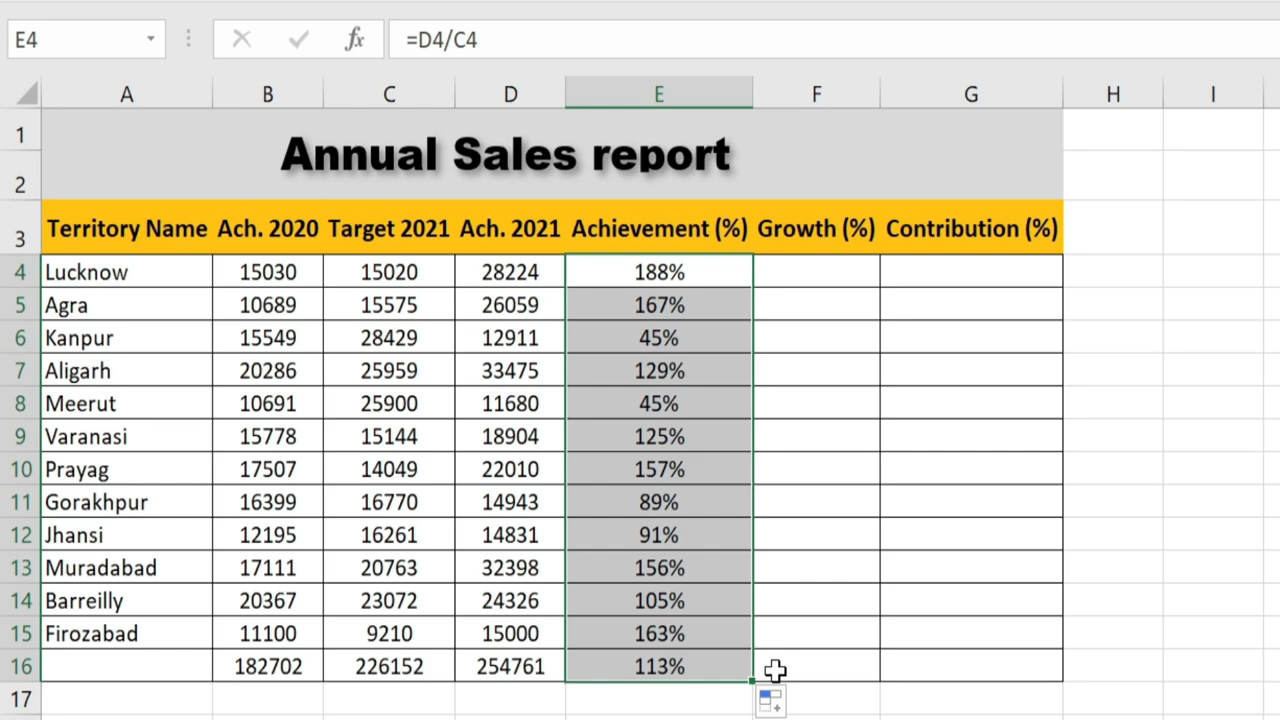 E4 fx =D4/C4
A B C D E F G H I
1 Annual Sales report
2
3 Territory Name Ach. 2020 Target 2021 Ach. 2021 Achievement (%) Growth (%) Contribution (%)
4 Lucknow 15030 15020 28224 188%
5 Agra 10689 15575 26059 167%
6 Kanpur 15549 28429 12911 45%
7 Aligarh 20286 25959 33475 129%
8 Meerut 10691 25900 11680 45%
9 Varanasi 15778 15144 18904 125%
10 Prayag 17507 14049 22010 157%
11 Gorakhpur 16399 16770 14943 89%
12 Jhansi 12195 16261 14831 91%
13 Muradabad 17111 20763 32398 156%
14 Barreilly 20367 23072 24326 105%
15 Firozabad 11100 9210 15000 163%
16 182702 226152 254761 113%
17